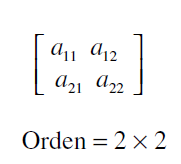 a₁₁ a₁₂
a₂₁ a₂₂
Orden = 2 × 2